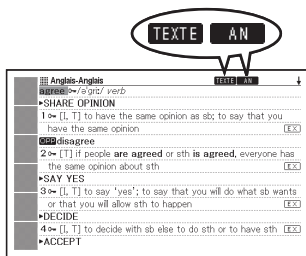 TEXTE AN
Anglais-Anglais TEXTE AN ↓
agree /əˈɡriː/ verb
▸SHARE OPINION
1 [I, T] to have the same opinion as sb; to say that you
have the same opinion EX
OPP disagree
2 [T] if people are agreed or sth is agreed, everyone has
the same opinion about sth EX
▸SAY YES
3 [I, T] to say 'yes'; to say that you will do what sb wants
or that you will allow sth to happen EX
▸DECIDE
4 [I, T] to decide with sb else to do sth or to have sth EX
▸ACCEPT